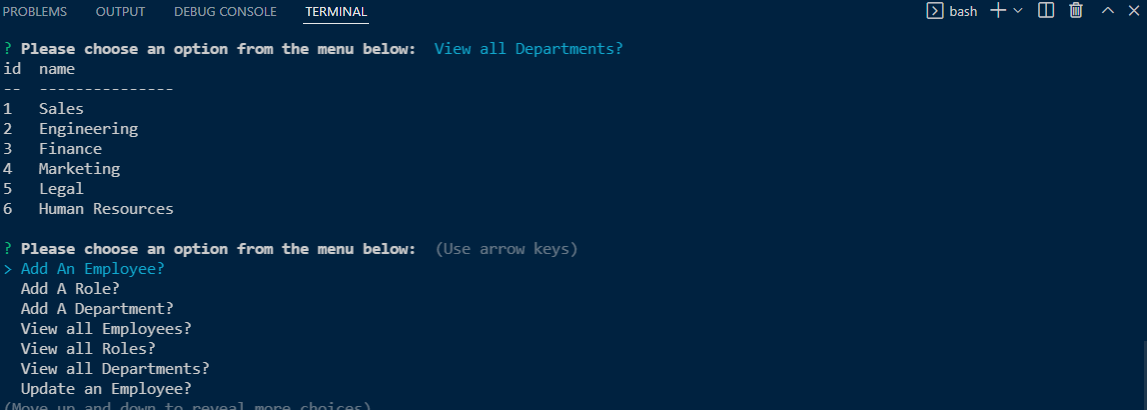 PROBLEMS OUTPUT DEBUG CONSOLE TERMINAL bash
? Please choose an option from the menu below: View all Departments?
id name
-- ---------------
1 Sales
2 Engineering
3 Finance
4 Marketing
5 Legal
6 Human Resources
? Please choose an option from the menu below: (Use arrow keys)
> Add An Employee?
Add A Role?
Add A Department?
View all Employees?
View all Roles?
View all Departments?
Update an Employee?
(Move up and down to reveal more choices)